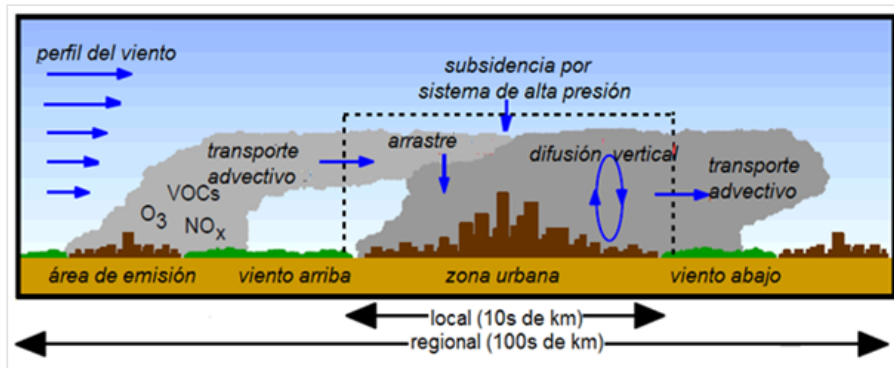 perfil del viento
subsidencia por
sistema de alta presión
transporte
advectivo
arrastre
difusión vertical
transporte
advectivo
VOCs
O3
NOx
área de emisión
viento arriba
zona urbana
viento abajo
local (10s de km)
regional (100s de km)